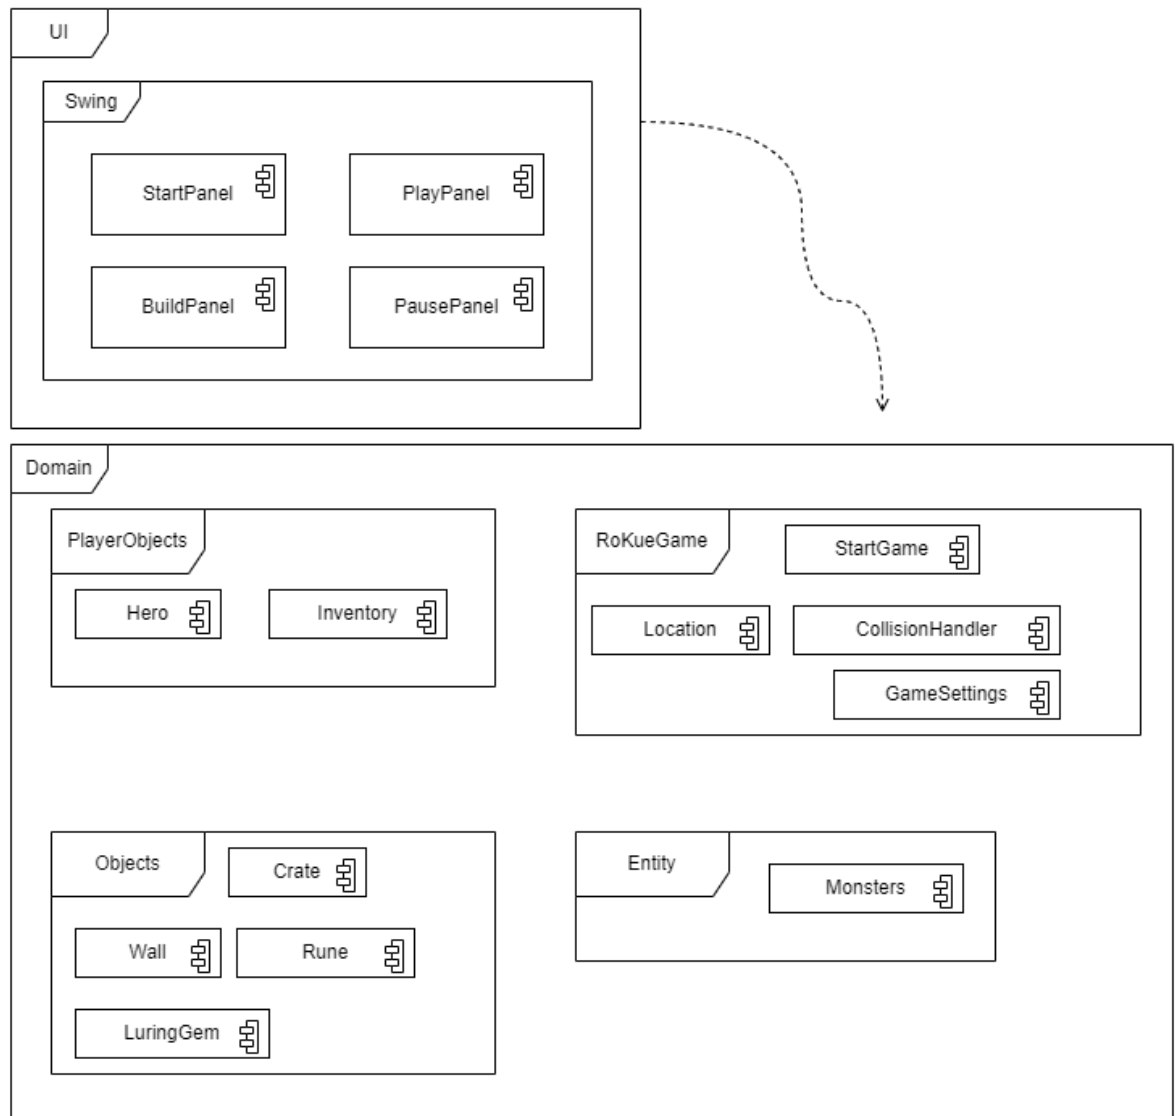 UI
Swing
StartPanel
PlayPanel
BuildPanel
PausePanel
Domain
PlayerObjects
Hero
Inventory
RoKueGame
StartGame
Location
CollisionHandler
GameSettings
Objects
Crate
Wall
Rune
LuringGem
Entity
Monsters